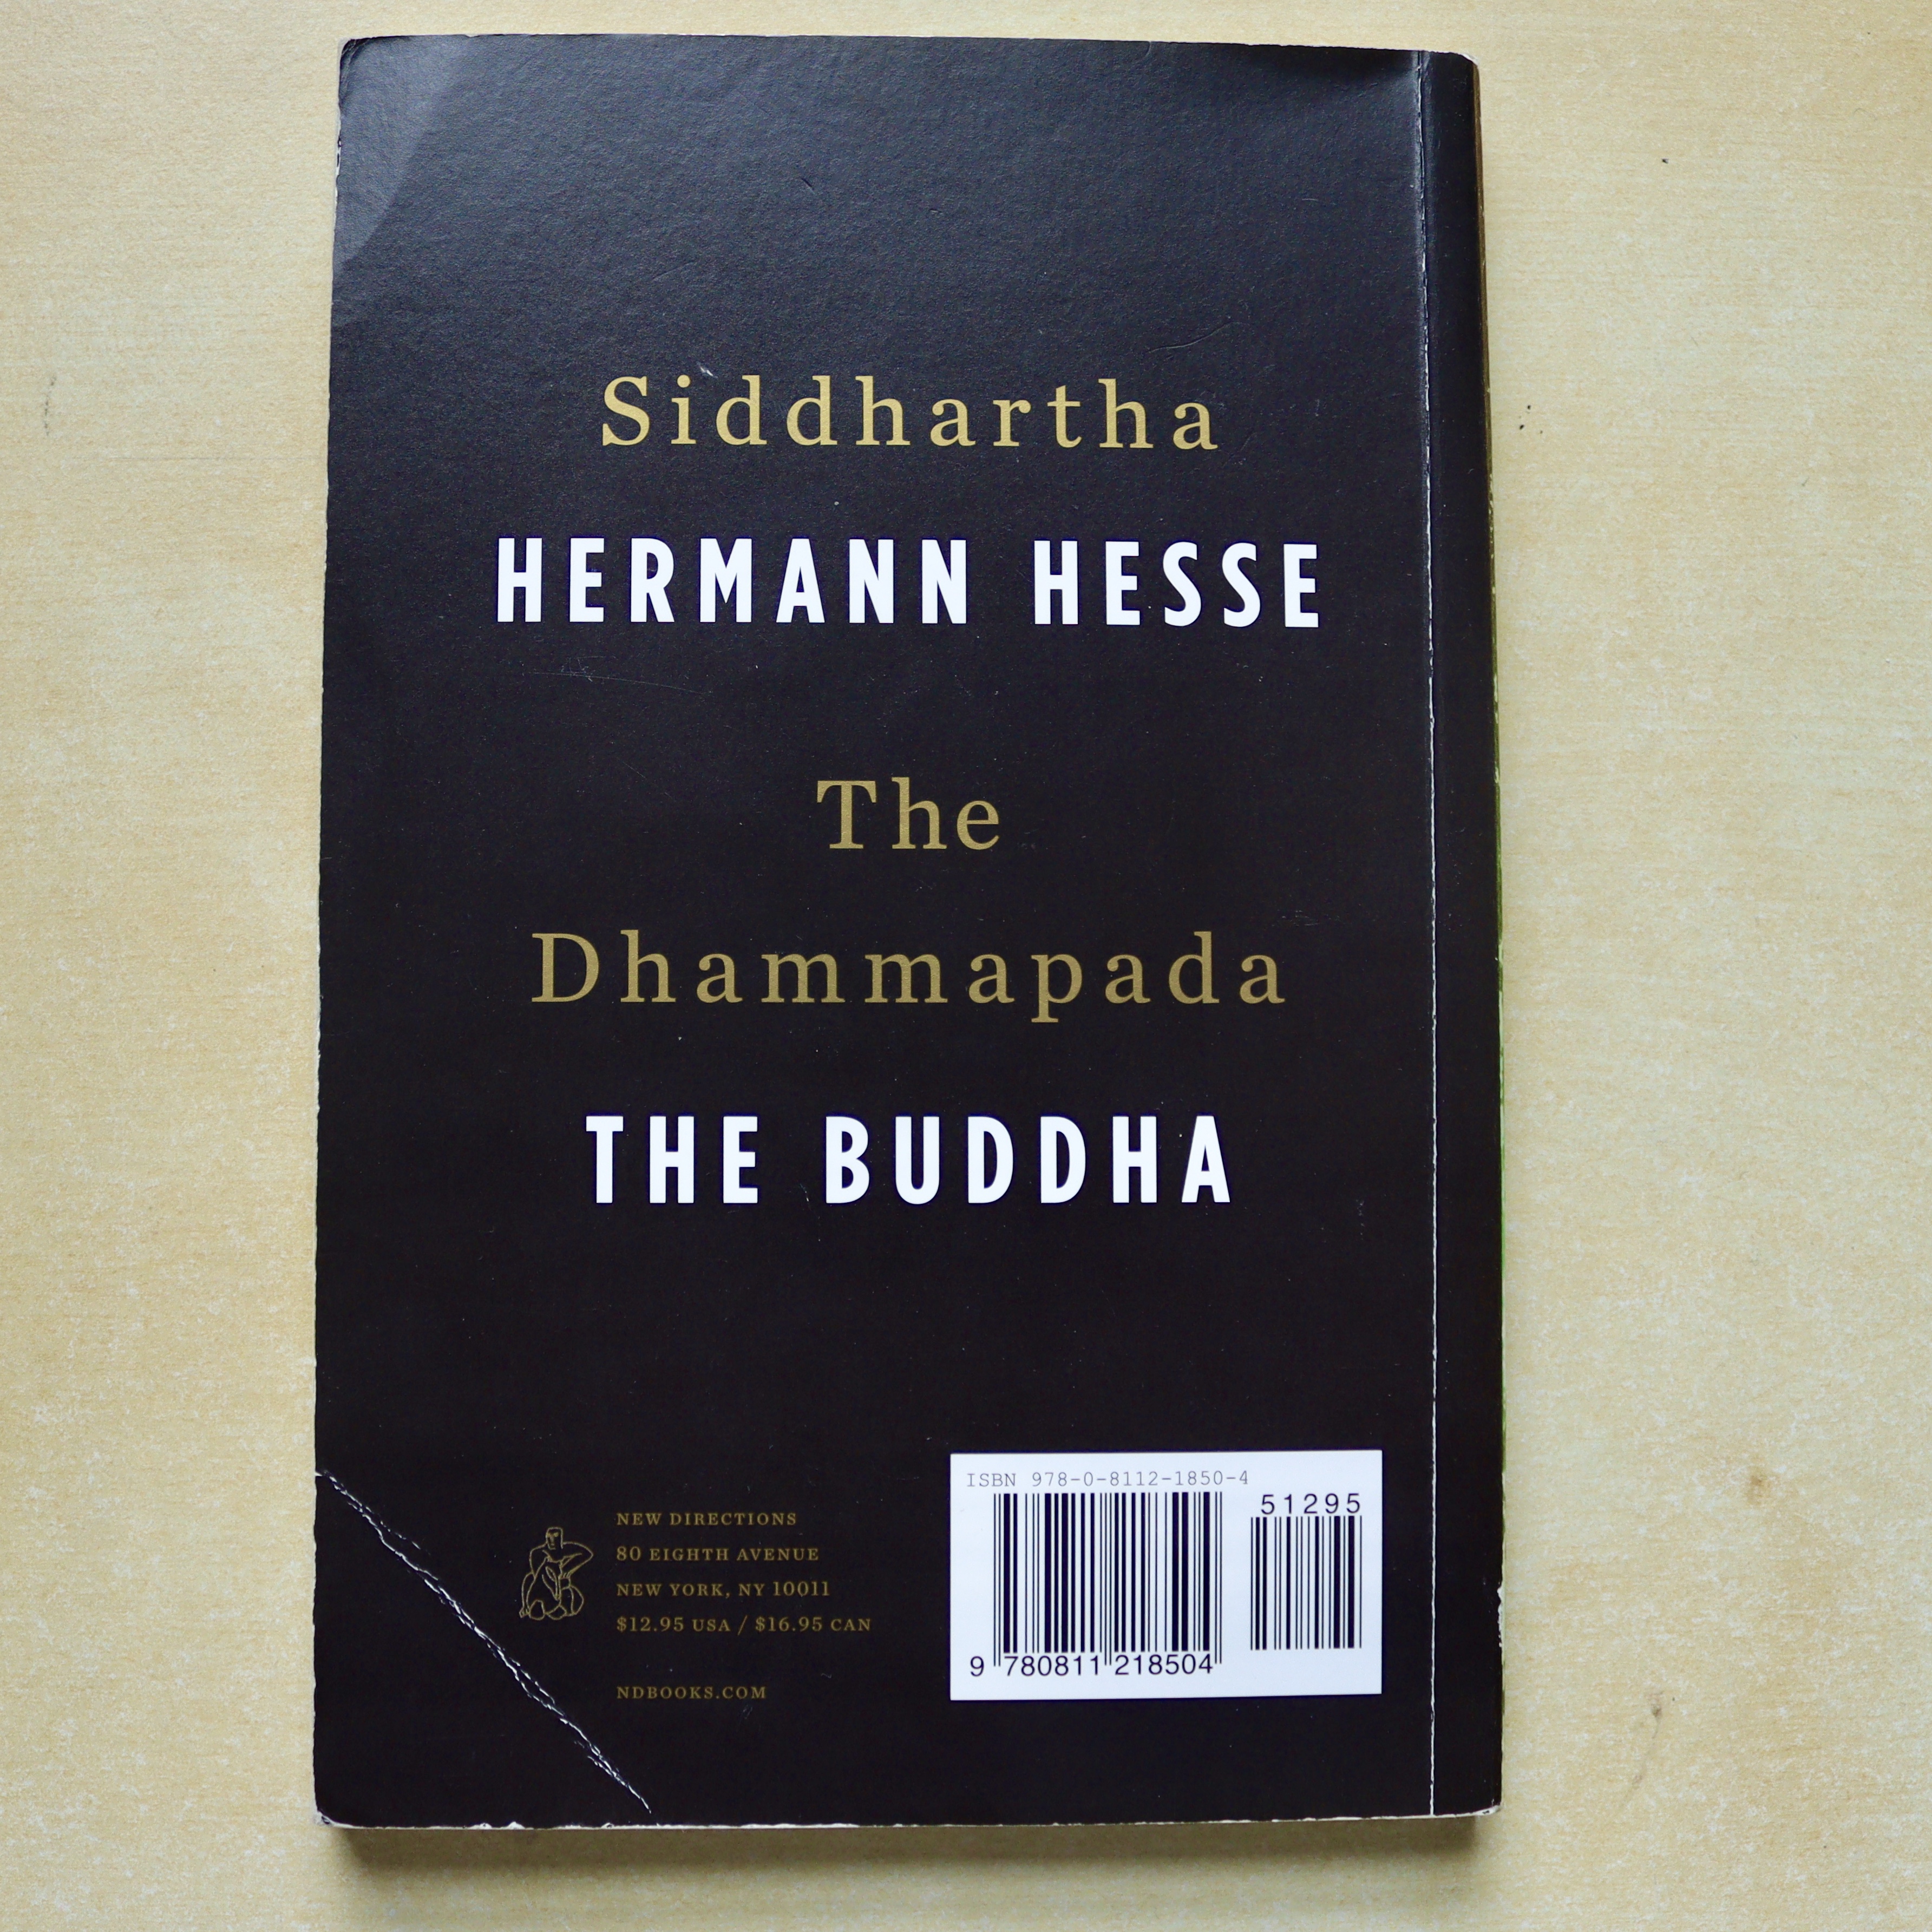 Siddhartha
HERMANN HESSE
The
Dhammapada
THE BUDDHA
NEW DIRECTIONS
80 EIGHTH AVENUE
NEW YORK, NY 10011
$12.95 USA / $16.95 CAN
NDBOOKS.COM
ISBN 978-0-8112-1850-4
51295
9 780811 218504